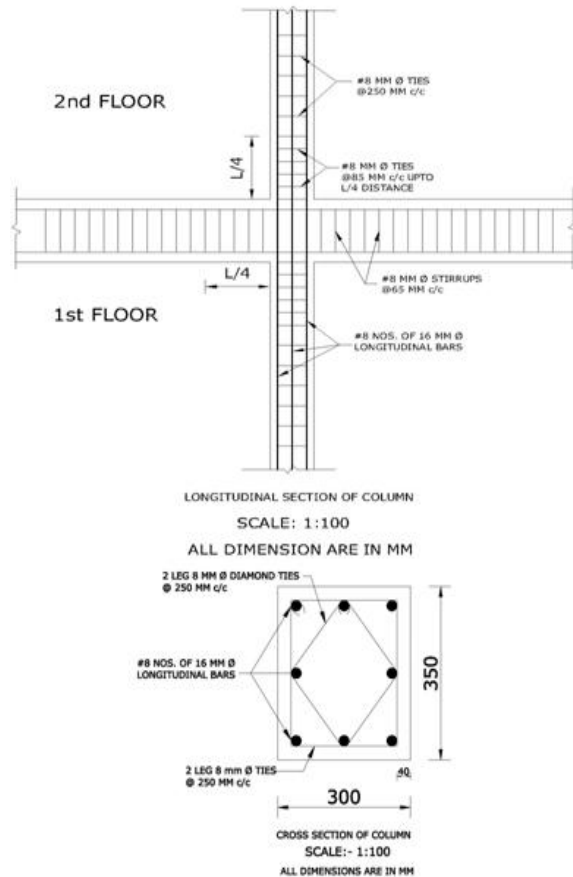 #8 MM Ø TIES
@250 MM c/c
2nd FLOOR
L/4
#8 MM Ø TIES
@85 MM c/c UPTO
L/4 DISTANCE
L/4
#8 MM Ø STIRRUPS
@65 MM c/c
1st FLOOR
#8 NOS. OF 16 MM Ø
LONGITUDINAL BARS
LONGITUDINAL SECTION OF COLUMN
SCALE: 1:100
ALL DIMENSION ARE IN MM
2 LEG 8 MM Ø DIAMOND TIES
@ 250 MM c/c
#8 NOS. OF 16 MM Ø
LONGITUDINAL BARS
350
2 LEG 8 mm Ø TIES
@ 250 MM c/c
40
300
CROSS SECTION OF COLUMN
SCALE:- 1:100
ALL DIMENSIONS ARE IN MM